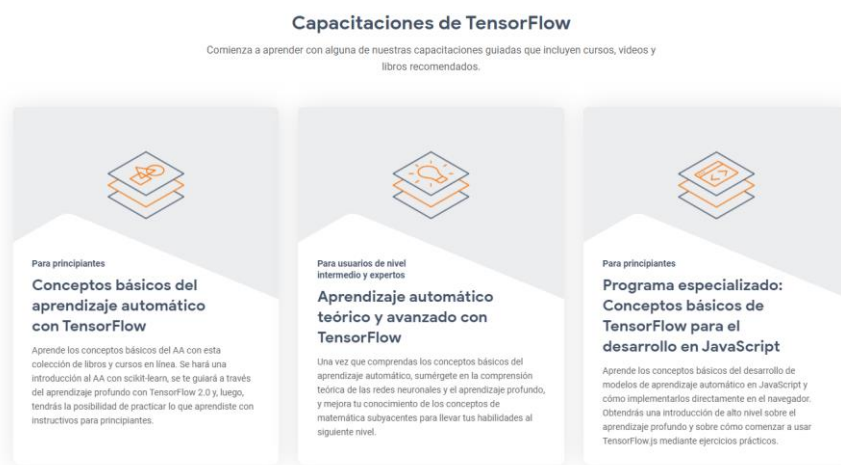 Capacitaciones de TensorFlow
Comienza a aprender con alguna de nuestras capacitaciones guiadas que incluyen cursos, videos y
libros recomendados.
Para principiantes
Conceptos básicos del
aprendizaje automático
con TensorFlow
Aprende los conceptos básicos del AA con esta
colección de libros y cursos en línea. Se hará una
introducción al AA con scikit-learn, se te guiará a través
del aprendizaje profundo con TensorFlow 2.0 y, luego,
tendrás la posibilidad de practicar lo que aprendiste con
instructivos para principiantes.
Para usuarios de nivel
intermedio y expertos
Aprendizaje automático
teórico y avanzado con
TensorFlow
Una vez que comprendas los conceptos básicos del
aprendizaje automático, sumérgete en la comprensión
teórica de las redes neuronales y el aprendizaje profundo,
y mejora tu conocimiento de los conceptos de
matemática subyacentes para llevar tus habilidades al
siguiente nivel.
Para principiantes
Programa especializado:
Conceptos básicos de
TensorFlow para el
desarrollo en JavaScript
Aprende los conceptos básicos del desarrollo de
modelos de aprendizaje automático en JavaScript y
cómo implementarlos directamente en el navegador.
Obtendrás una introducción de alto nivel sobre el
aprendizaje profundo y sobre cómo comenzar a usar
TensorFlow.js mediante ejercicios prácticos.